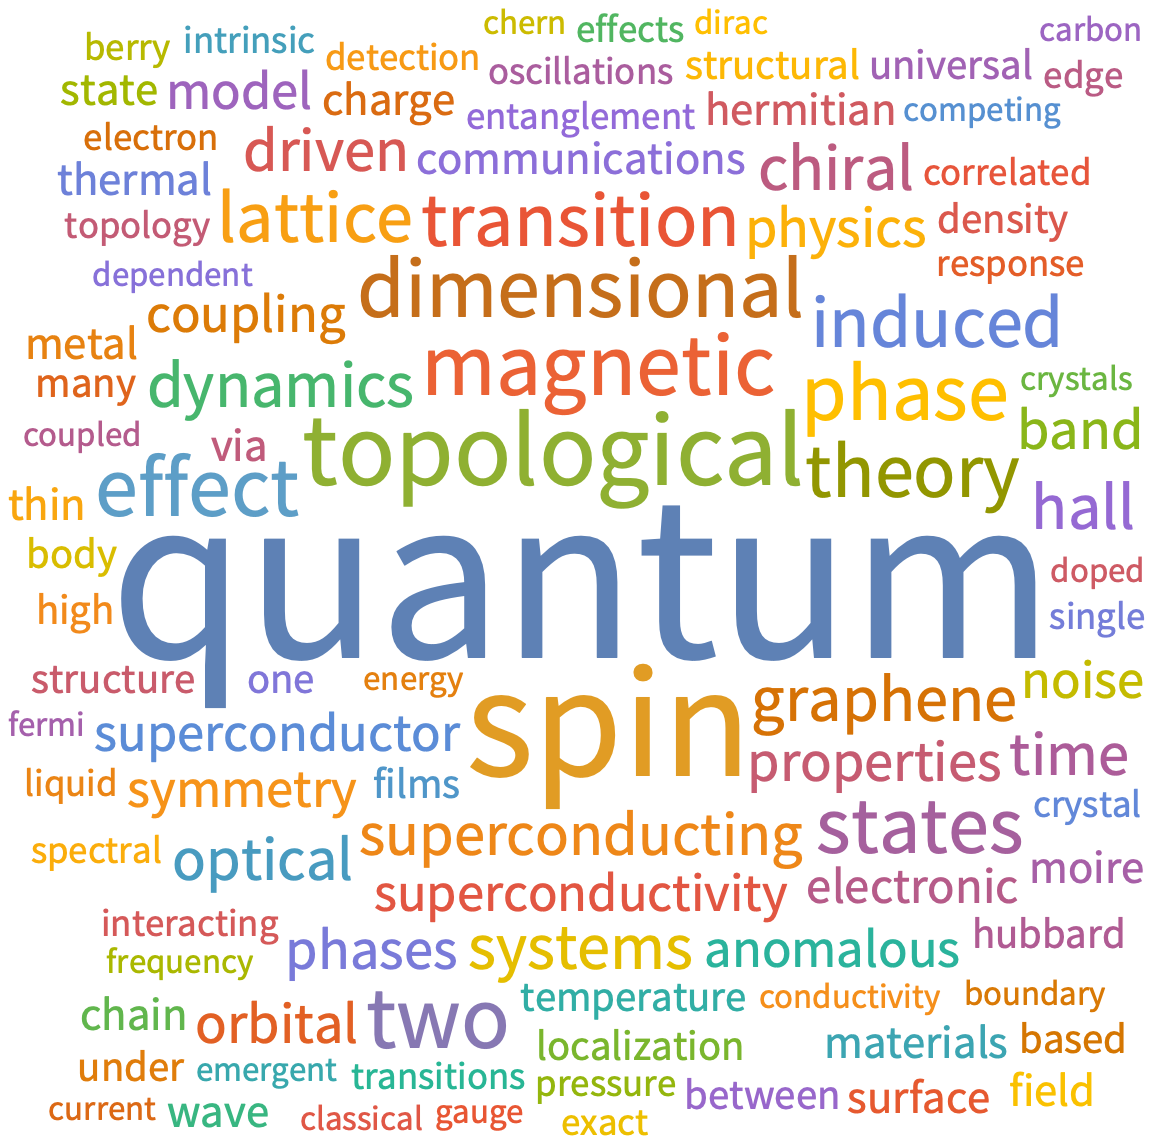 chern effects dirac carbon
berry intrinsic detection oscillations structural universal edge
state model charge entanglement hermitian competing
electron driven communications chiral correlated
thermal lattice transition physics density
topology response
dependent dimensional
coupling induced
metal magnetic
many dynamics phase crystals
coupled via topological band
effect theory
thin hall
body quantum doped
high single
structure one energy noise
fermi superconductor spin graphene
liquid symmetry films properties time
spectral optical superconducting states crystal
superconductivity electronic moire
interacting phases systems anomalous hubbard
frequency
chain orbital two temperature conductivity boundary
localization materials based
under emergent transitions pressure between surface field
current wave classical gauge exact